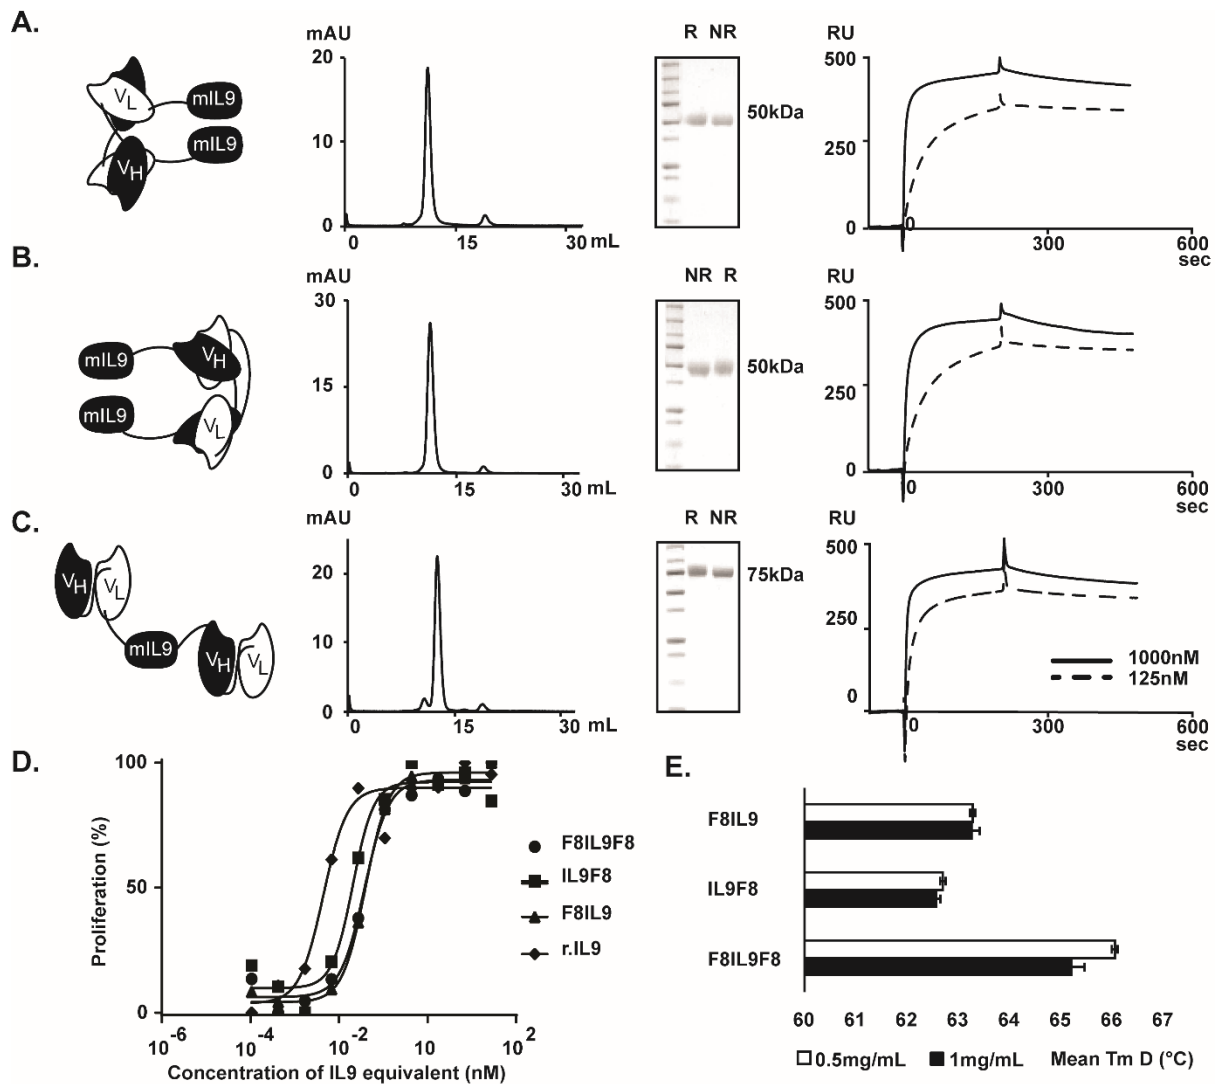 A.
mAU
R NR
RU
20
10
0
0 15 30 mL
VL
mIL9
mIL9
VH
50kDa
500
250
0
0 300 600
sec
B.
mAU
NR R
RU
30
15
0
0 15 30 mL
mIL9
VH
mIL9
VL
50kDa
500
250
0
0 300 600
sec
C.
mAU
R NR
RU
20
10
0
0 15 30 mL
VH
VL
mIL9
VH
VL
75kDa
500
250
0
1000nM
125nM
0 300 600
sec
D.
100
50
0
Proliferation (%)
10-6 10-4 10-2 102
Concentration of IL9 equivalent (nM)
F8IL9F8
IL9F8
F8IL9
r.IL9
E.
F8IL9
IL9F8
F8IL9F8
60 61 62 63 64 65 66 67
0.5mg/mL 1mg/mL Mean Tm D (°C)